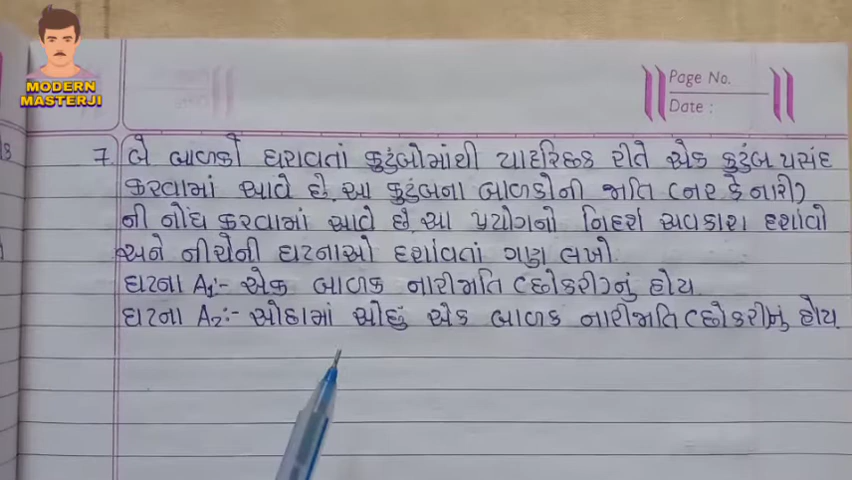 MODERN
MASTERJI
Page No.
Date :
7. બે બાળકો ધરાવતાં કુટુંબોમાંથી યાદચ્છિક રીતે એક કુટુંબ પસંદ
કરવામાં આવે છે. આ કુટુંબના બાળકોની જાતિ (નર કે નારી)
ની નોંધ કરવામાં આવે છે. આ પ્રયોગનો નિદર્શ અવકાશ દર્શાવો
અને નીચેની ઘટનાઓ દર્શાવતાં ગણ લખો.
ઘટના A₁:- એક બાળક નારીજાતિ (છોકરી)નું હોય.
ઘટના A₂:- ઓછામાં ઓછું એક બાળક નારીજાતિ (છોકરી)નું હોય.